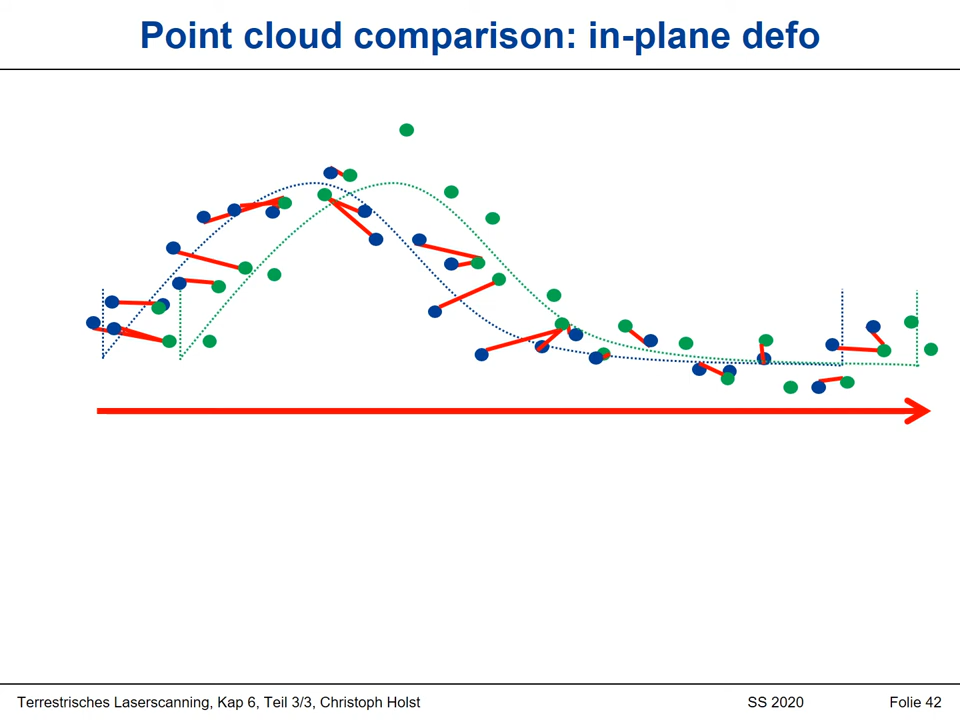 Point cloud comparison: in-plane defo
Terrestrisches Laserscanning, Kap 6, Teil 3/3, Christoph Holst
SS 2020
Folie 42